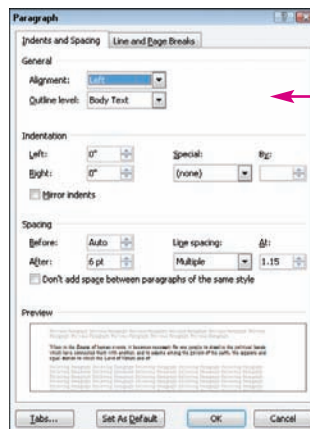 Paragraph
Indents and Spacing Line and Page Breaks
General
Alignment: Left
Outline level: Body Text
Indentation
Left: 0" Special: By:
Right: 0" (none)
Mirror indents
Spacing
Before: Auto Line spacing: At:
After: 6 pt Multiple 1.15
Don't add space between paragraphs of the same style
Preview
Tabs... Set As Default OK Cancel